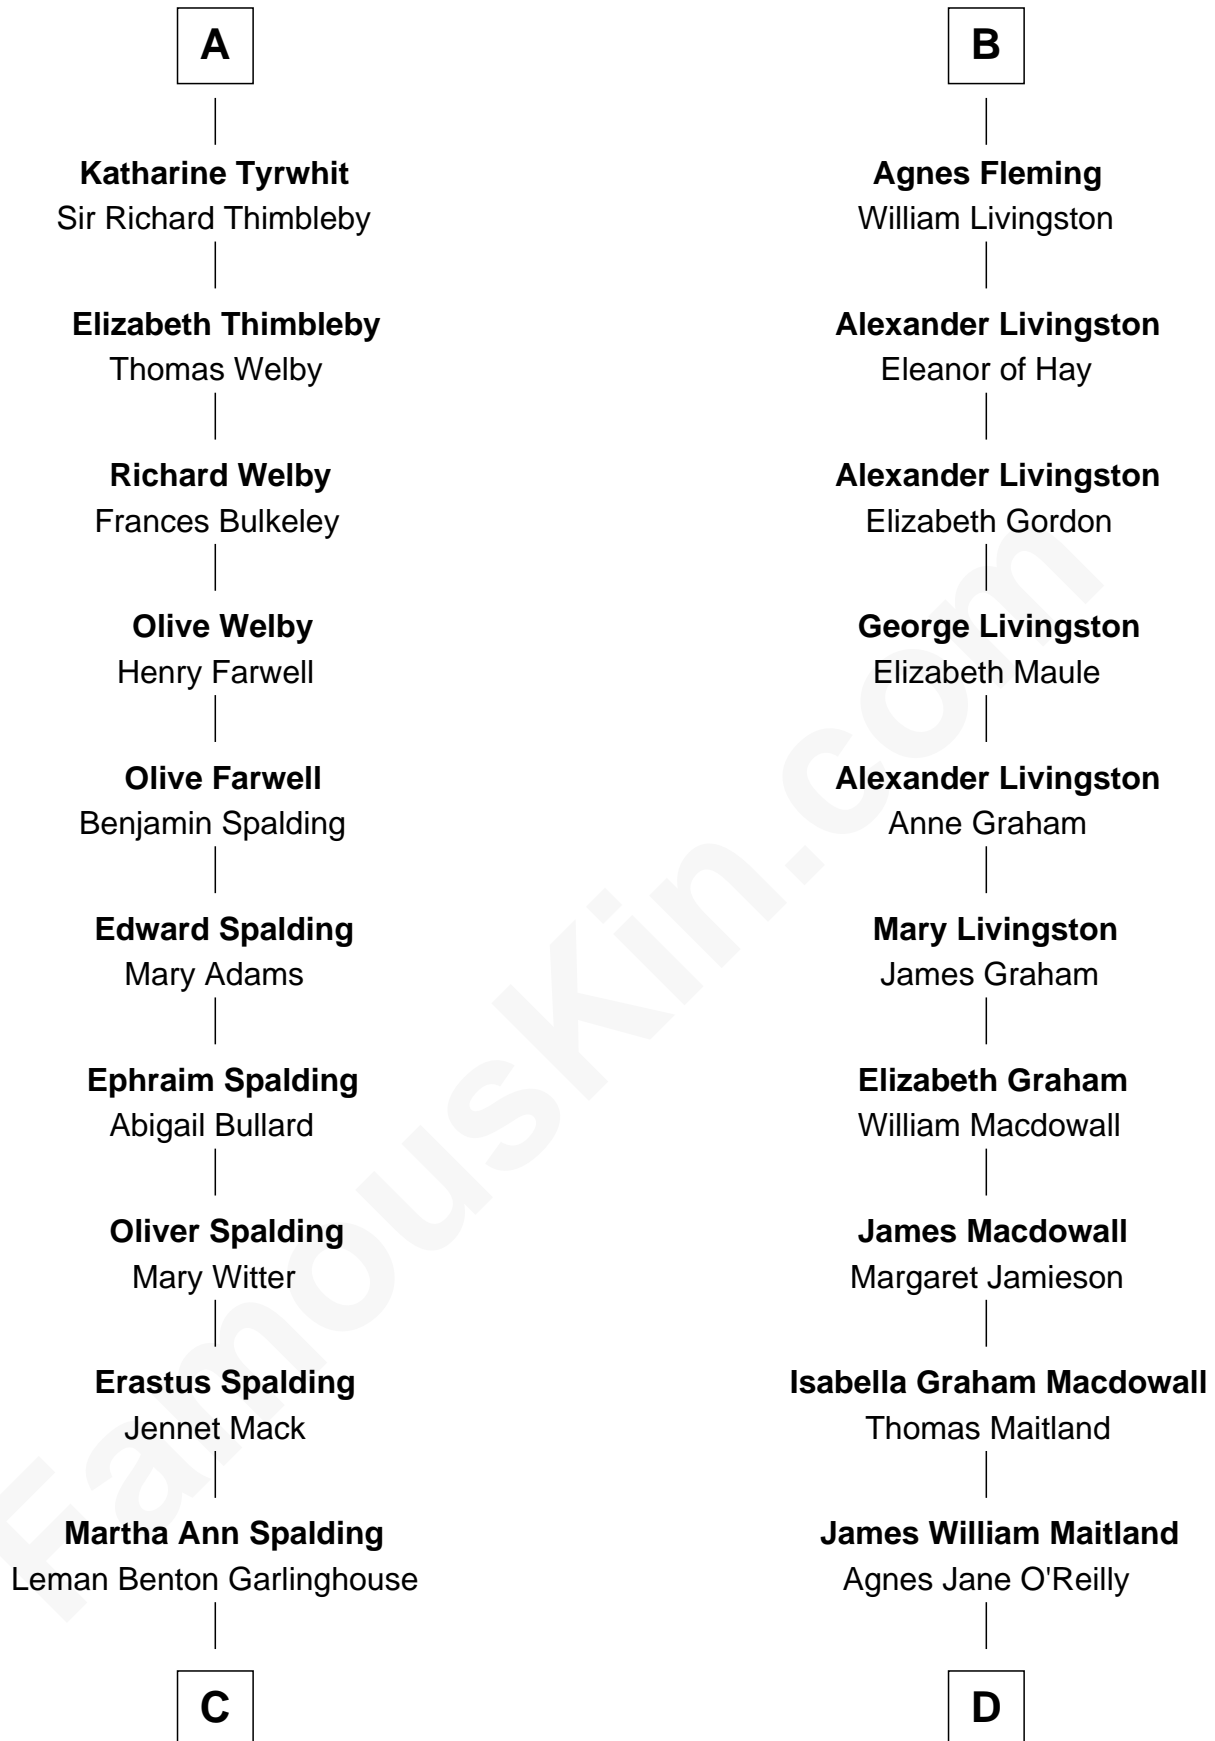 A
Katharine Tyrwhit
Sir Richard Thimbleby
Elizabeth Thimbleby
Thomas Welby
Richard Welby
Frances Bulkeley
Olive Welby
Henry Farwell
Olive Farwell
Benjamin Spalding
Edward Spalding
Mary Adams
Ephraim Spalding
Abigail Bullard
Oliver Spalding
Mary Witter
Erastus Spalding
Jennet Mack
Martha Ann Spalding
Leman Benton Garlinghouse
C
B
Agnes Fleming
William Livingston
Alexander Livingston
Eleanor of Hay
Alexander Livingston
Elizabeth Gordon
George Livingston
Elizabeth Maule
Alexander Livingston
Anne Graham
Mary Livingston
James Graham
Elizabeth Graham
William Macdowall
James Macdowall
Margaret Jamieson
Isabella Graham Macdowall
Thomas Maitland
James William Maitland
Agnes Jane O'Reilly
D
FamousKin.com